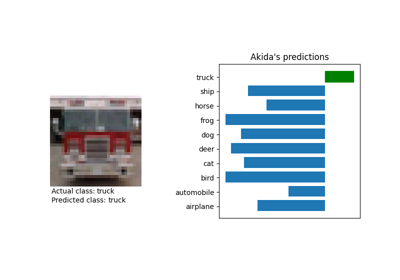 Akida's predictions
truck
ship
horse
frog
dog
deer
cat
bird
automobile
airplane
Actual class: truck
Predicted class: truck